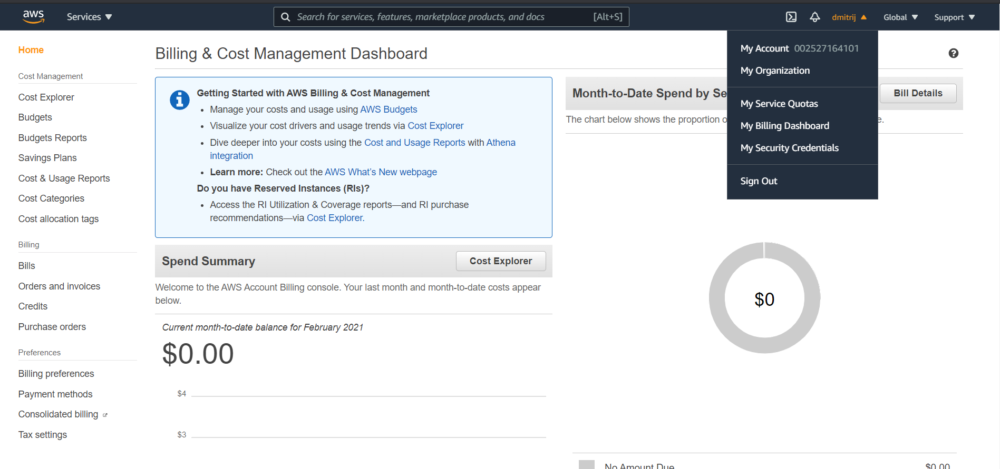 aws
Services
Search for services, features, marketplace products, and docs [Alt+S]
dmitrij
Global
Support
My Account 002527164101
My Organization
My Service Quotas
My Billing Dashboard
My Security Credentials
Sign Out
Home
Cost Management
Cost Explorer
Budgets
Budgets Reports
Savings Plans
Cost & Usage Reports
Cost Categories
Cost allocation tags
Billing
Bills
Orders and invoices
Credits
Purchase orders
Preferences
Billing preferences
Payment methods
Consolidated billing
Tax settings
Billing & Cost Management Dashboard
Getting Started with AWS Billing & Cost Management
• Manage your costs and usage using AWS Budgets
• Visualize your cost drivers and usage trends via Cost Explorer
• Dive deeper into your costs using the Cost and Usage Reports with Athena
integration
• Learn more: Check out the AWS What's New webpage
Do you have Reserved Instances (RIs)?
• Access the RI Utilization & Coverage reports—and RI purchase
recommendations—via Cost Explorer.
Spend Summary
Cost Explorer
Welcome to the AWS Account Billing console. Your last month and month-to-date costs appear
below.
Current month-to-date balance for February 2021
$0.00
$4
$3
Month-to-Date Spend by Se
Bill Details
The chart below shows the proportion o
e.
$0
No Amount Due $0.00